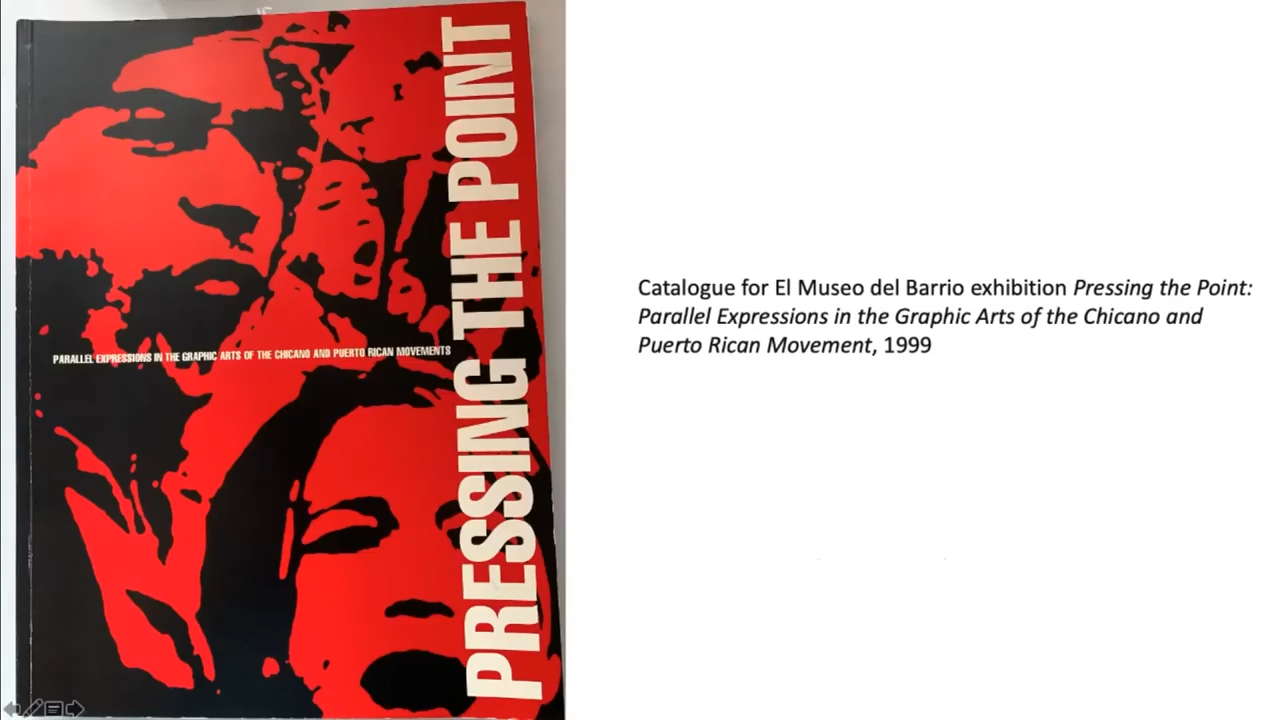 PRESSING THE POINT
PARALLEL EXPRESSIONS IN THE GRAPHIC ARTS OF THE CHICANO AND PUERTO RICAN MOVEMENTS
Catalogue for El Museo del Barrio exhibition Pressing the Point:
Parallel Expressions in the Graphic Arts of the Chicano and
Puerto Rican Movement, 1999